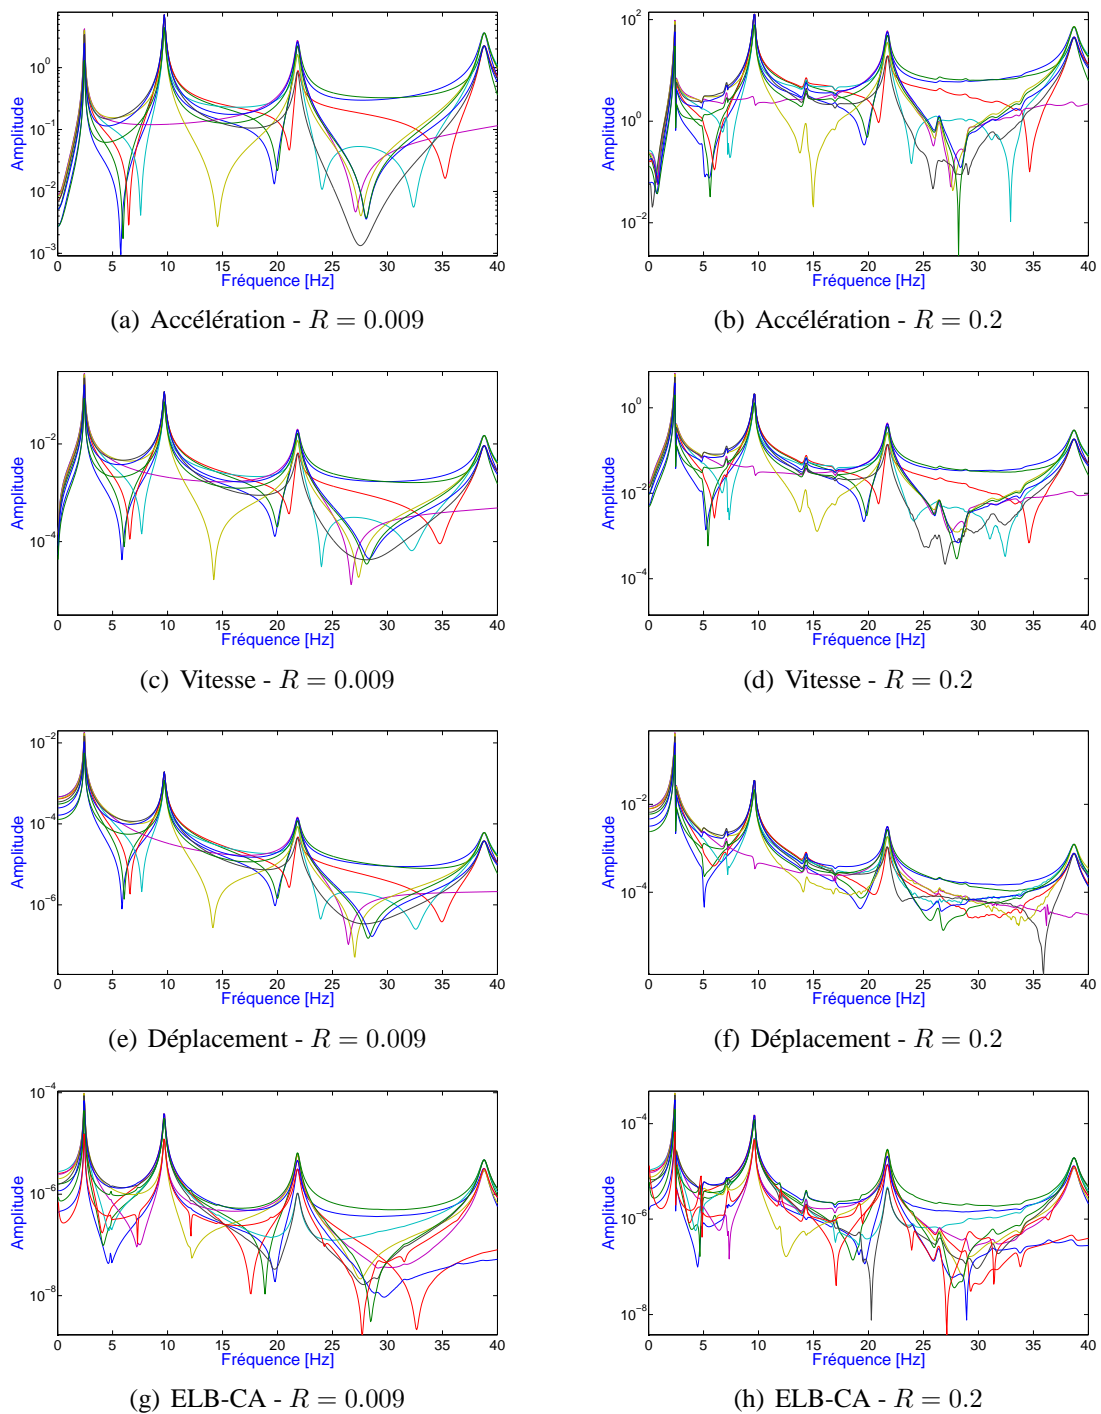 10^0
10^-1
10^-2
10^-3
Amplitude
0 5 10 15 20 25 30 35 40
Fréquence [Hz]
(a) Accélération - R = 0.009
10^2
10^0
10^-2
Amplitude
0 5 10 15 20 25 30 35 40
Fréquence [Hz]
(b) Accélération - R = 0.2
10^-2
10^-4
Amplitude
0 5 10 15 20 25 30 35 40
Fréquence [Hz]
(c) Vitesse - R = 0.009
10^0
10^-2
10^-4
Amplitude
0 5 10 15 20 25 30 35 40
Fréquence [Hz]
(d) Vitesse - R = 0.2
10^-2
10^-4
10^-6
Amplitude
0 5 10 15 20 25 30 35 40
Fréquence [Hz]
(e) Déplacement - R = 0.009
10^-2
10^-4
Amplitude
0 5 10 15 20 25 30 35 40
Fréquence [Hz]
(f) Déplacement - R = 0.2
10^-4
10^-6
10^-8
Amplitude
0 5 10 15 20 25 30 35 40
Fréquence [Hz]
(g) ELB-CA - R = 0.009
10^-4
10^-6
10^-8
Amplitude
0 5 10 15 20 25 30 35 40
Fréquence [Hz]
(h) ELB-CA - R = 0.2